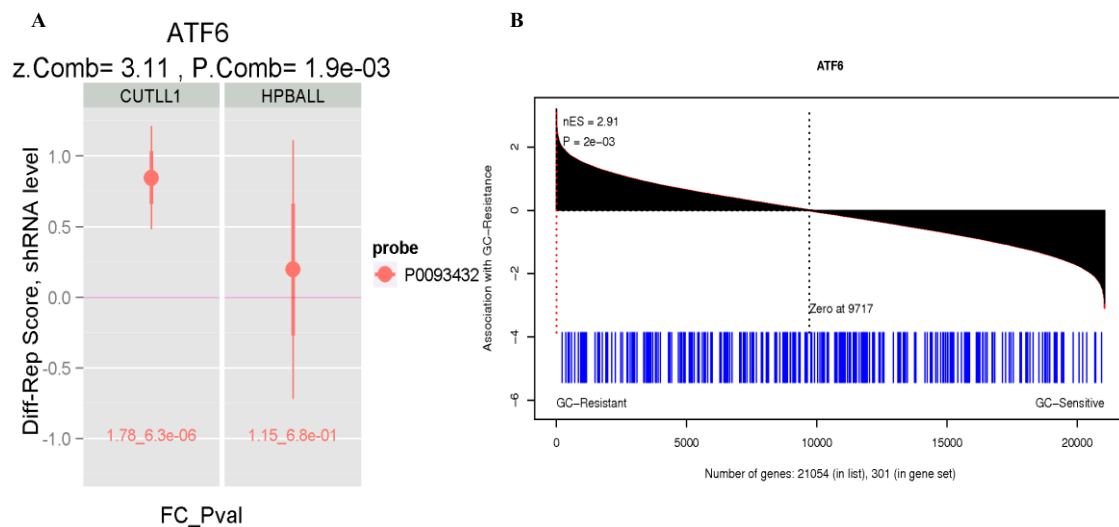 A
ATF6
z.Comb= 3.11 , P.Comb= 1.9e-03
CUTLL1
HPBALL
Diff-Rep Score, shRNA level
1.0
0.5
0.0
-0.5
-1.0
1.78_6.3e-06
1.15_6.8e-01
FC_Pval
probe
P0093432
B
ATF6
nES = 2.91
P = 2e-03
Association with GC-Resistance
2
0
-2
-4
-6
Zero at 9717
GC-Resistant
GC-Sensitive
0
5000
10000
15000
20000
Number of genes: 21054 (in list), 301 (in gene set)